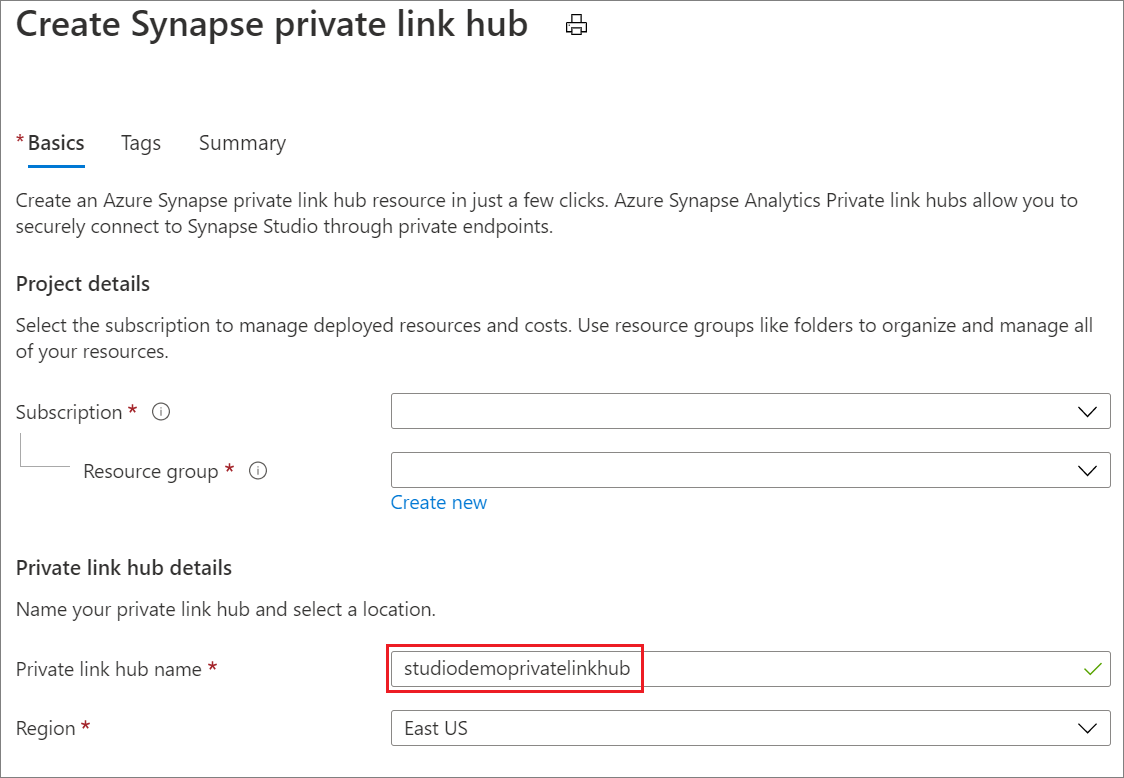 Create Synapse private link hub
* Basics Tags Summary
Create an Azure Synapse private link hub resource in just a few clicks. Azure Synapse Analytics Private link hubs allow you to
securely connect to Synapse Studio through private endpoints.
Project details
Select the subscription to manage deployed resources and costs. Use resource groups like folders to organize and manage all
of your resources.
Subscription *
Resource group *
Create new
Private link hub details
Name your private link hub and select a location.
Private link hub name * studiodemoprivatelinkhub
Region * East US